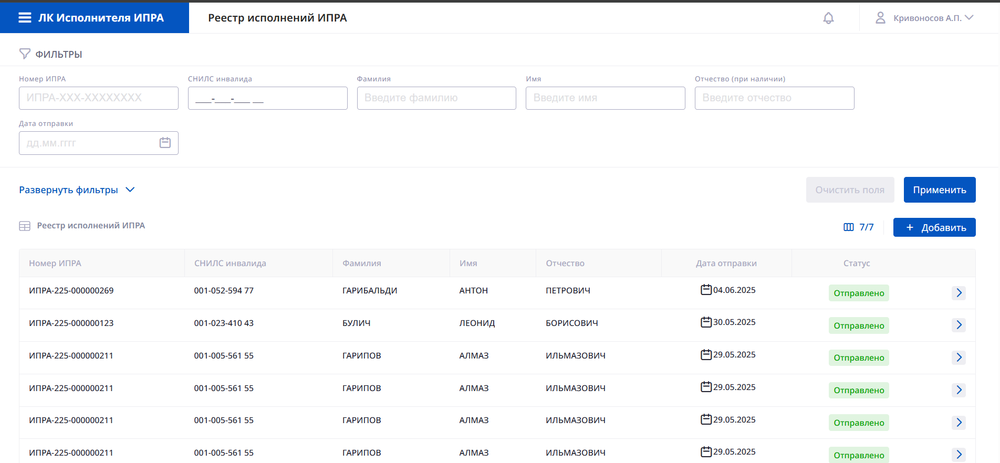 ЛК Исполнителя ИПРА Реестр исполнений ИПРА Кривоносов А.П.
ФИЛЬТРЫ
Номер ИПРА СНИЛС инвалида Фамилия Имя Отчество (при наличии)
ИПРА-XXX-XXXXXXXX ___-___-___ __ Введите фамилию Введите имя Введите отчество
Дата отправки
дд.мм.гггг
Развернуть фильтры Очистить поля Применить
Реестр исполнений ИПРА 7/7 + Добавить
Номер ИПРА СНИЛС инвалида Фамилия Имя Отчество Дата отправки Статус
ИПРА-225-000000269 001-052-594 77 ГАРИБАЛЬДИ АНТОН ПЕТРОВИЧ 04.06.2025 Отправлено
ИПРА-225-000000123 001-023-410 43 БУЛИЧ ЛЕОНИД БОРИСОВИЧ 30.05.2025 Отправлено
ИПРА-225-000000211 001-005-561 55 ГАРИПОВ АЛМАЗ ИЛЬМАЗОВИЧ 29.05.2025 Отправлено
ИПРА-225-000000211 001-005-561 55 ГАРИПОВ АЛМАЗ ИЛЬМАЗОВИЧ 29.05.2025 Отправлено
ИПРА-225-000000211 001-005-561 55 ГАРИПОВ АЛМАЗ ИЛЬМАЗОВИЧ 29.05.2025 Отправлено
ИПРА-225-000000211 001-005-561 55 ГАРИПОВ АЛМАЗ ИЛЬМАЗОВИЧ 29.05.2025 Отправлено